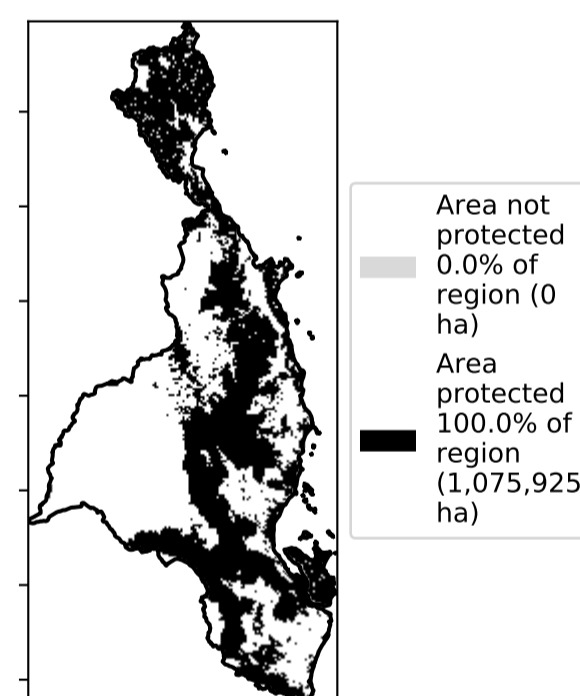 Area not
protected
0.0% of
region (0
ha)
Area
protected
100.0% of
region
(1,075,925
ha)